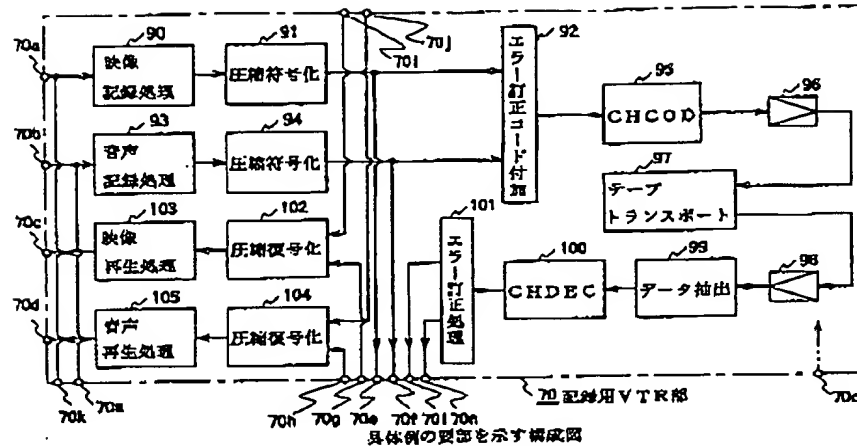 70a
90
映像
記録処理
91
圧縮符号化
70i
70j
92
エラー訂正コード付加
95
CHCOD
96
70b
93
音声
記録処理
94
圧縮符号化
97
テープ
トランスポート
70c
103
映像
再生処理
102
圧縮復号化
101
エラー訂正処理
100
CHDEC
99
データ抽出
98
70d
105
音声
再生処理
104
圧縮復号化
70k
70m
70h
70g
70e
70f
70l
70n
70 記録用VTR部
70o
具体例の要部を示す構成図